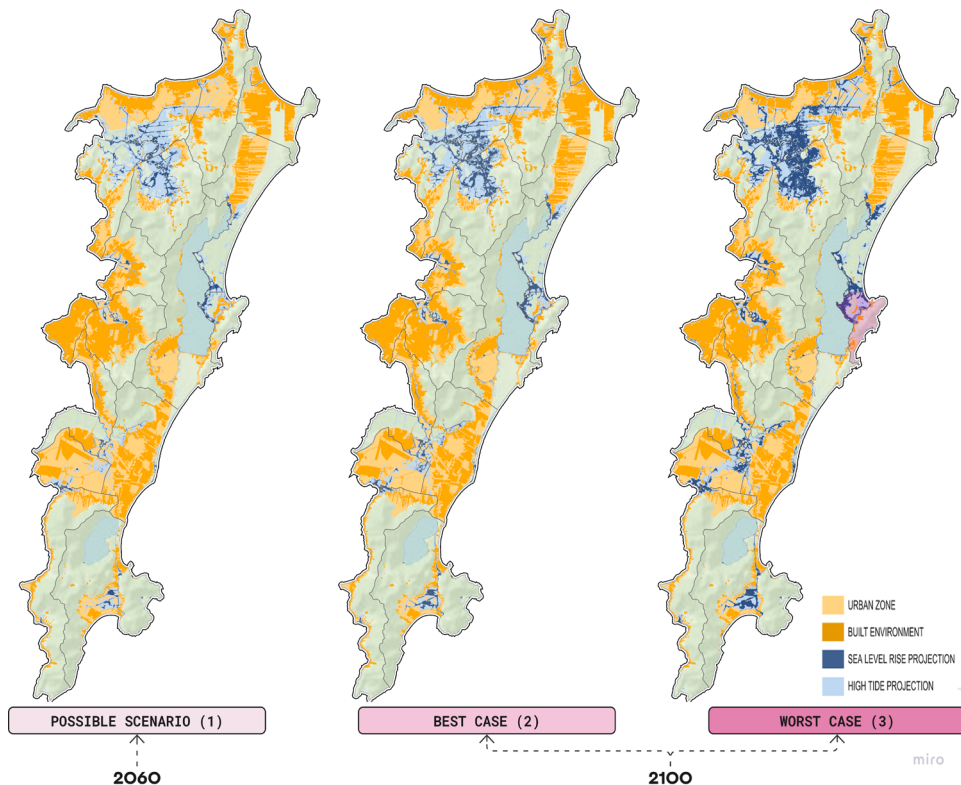 URBAN ZONE
BUILT ENVIRONMENT
SEA LEVEL RISE PROJECTION
HIGH TIDE PROJECTION
POSSIBLE SCENARIO (1)
BEST CASE (2)
WORST CASE (3)
2060
2100
miro